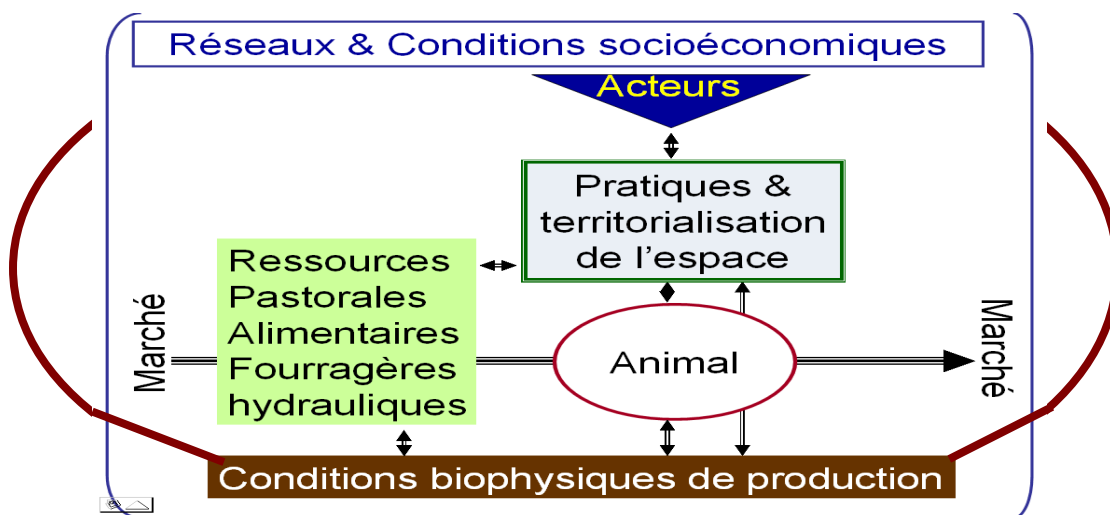 Réseaux & Conditions socioéconomiques
Acteurs
Pratiques &
territorialisation
de l’espace
Ressources
Pastorales
Alimentaires
Fourragères
hydrauliques
Marché
Animal
Marché
Conditions biophysiques de production